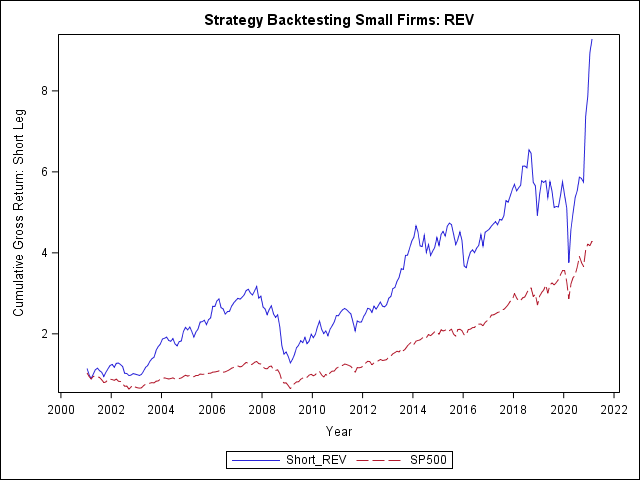 Strategy Backtesting Small Firms: REV
Cumulative Gross Return: Short Leg
8
6
4
2
2000 2002 2004 2006 2008 2010 2012 2014 2016 2018 2020 2022
Year
Short_REV SP500